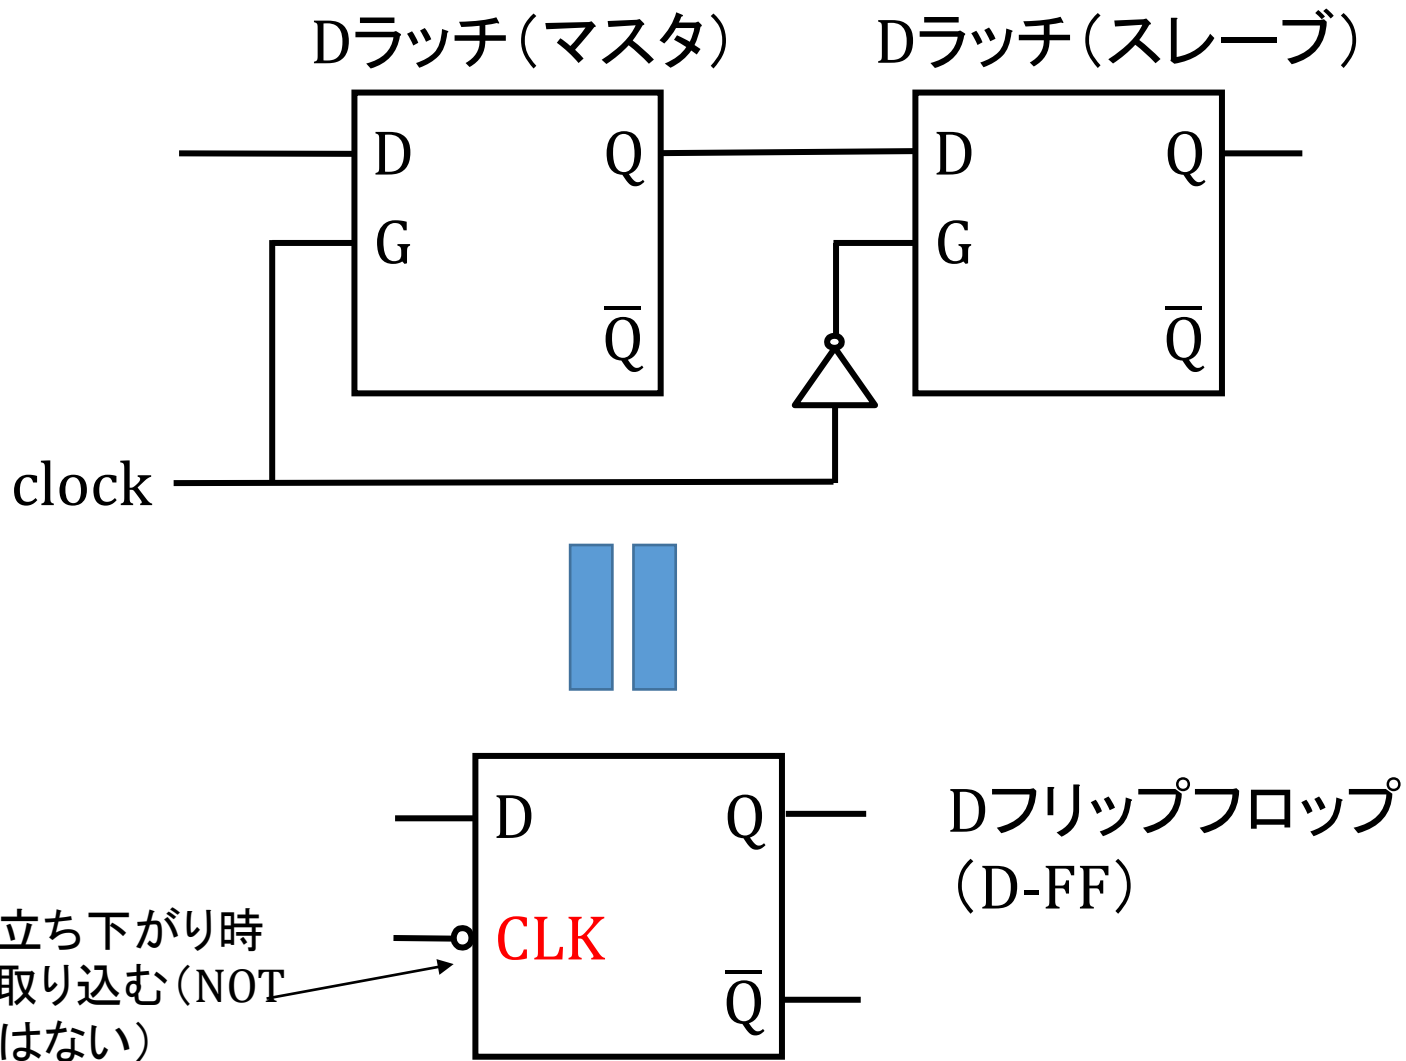 Dラッチ（マスタ）
Dラッチ（スレーブ）
D
Q
G
Q̅
D
Q
G
Q̅
clock
D
Q
CLK
Q̅
Dフリップフロップ
（D-FF）
立ち下がり時
取り込む（NOT
はない）